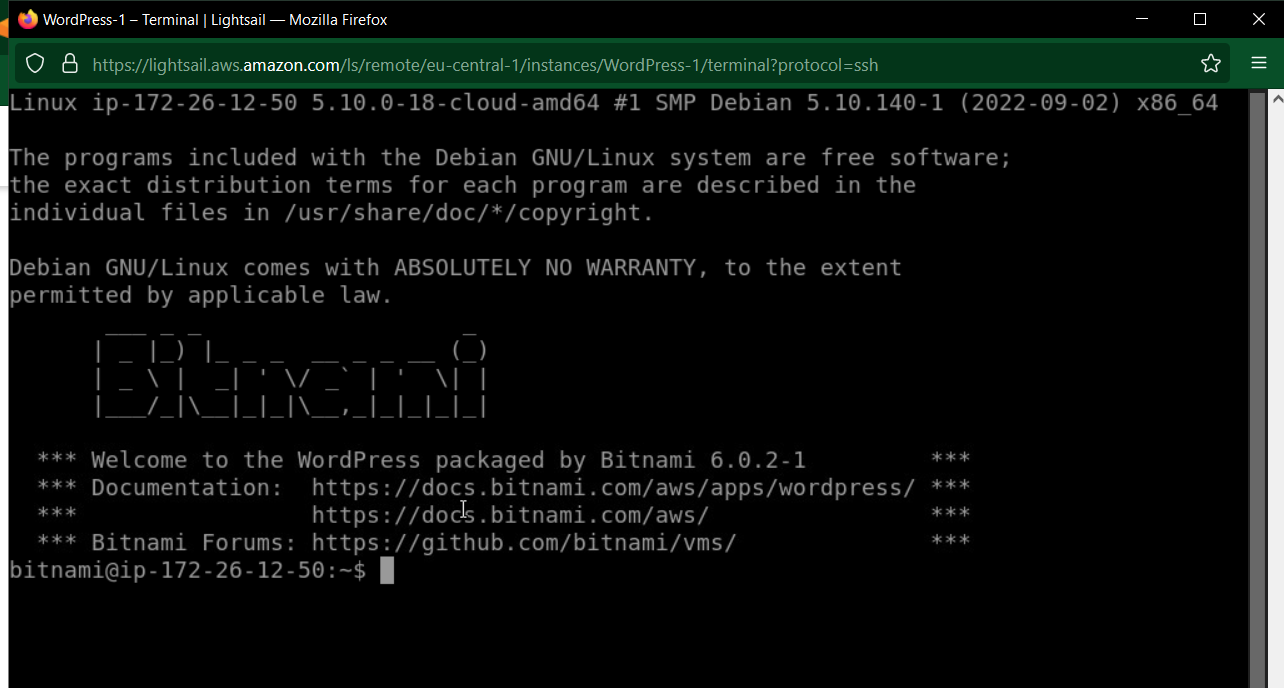 WordPress-1 – Terminal | Lightsail — Mozilla Firefox
https://lightsail.aws.amazon.com/ls/remote/eu-central-1/instances/WordPress-1/terminal?protocol=ssh
Linux ip-172-26-12-50 5.10.0-18-cloud-amd64 #1 SMP Debian 5.10.140-1 (2022-09-02) x86_64
The programs included with the Debian GNU/Linux system are free software;
the exact distribution terms for each program are described in the
individual files in /usr/share/doc/*/copyright.
Debian GNU/Linux comes with ABSOLUTELY NO WARRANTY, to the extent
permitted by applicable law.
Bitnami
*** Welcome to the WordPress packaged by Bitnami 6.0.2-1 ***
*** Documentation: https://docs.bitnami.com/aws/apps/wordpress/ ***
*** https://docs.bitnami.com/aws/ ***
*** Bitnami Forums: https://github.com/bitnami/vms/ ***
bitnami@ip-172-26-12-50:~$